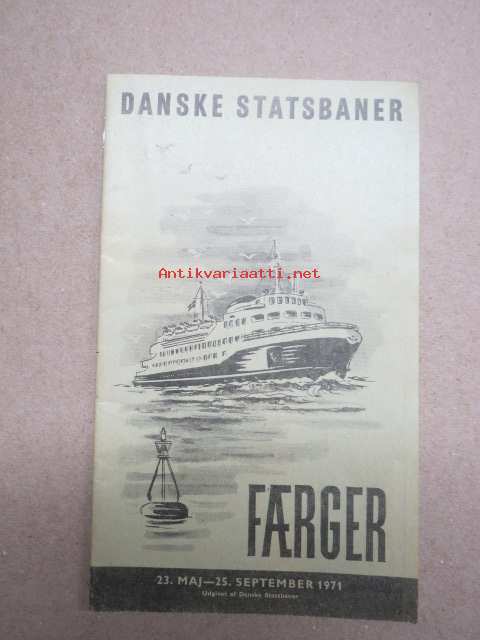 DANSKE STATSBANER
Antikvariaatti.net
FÆRGER
23. MAJ—25. SEPTEMBER 1971
Udgivet af Danske Statsbaner